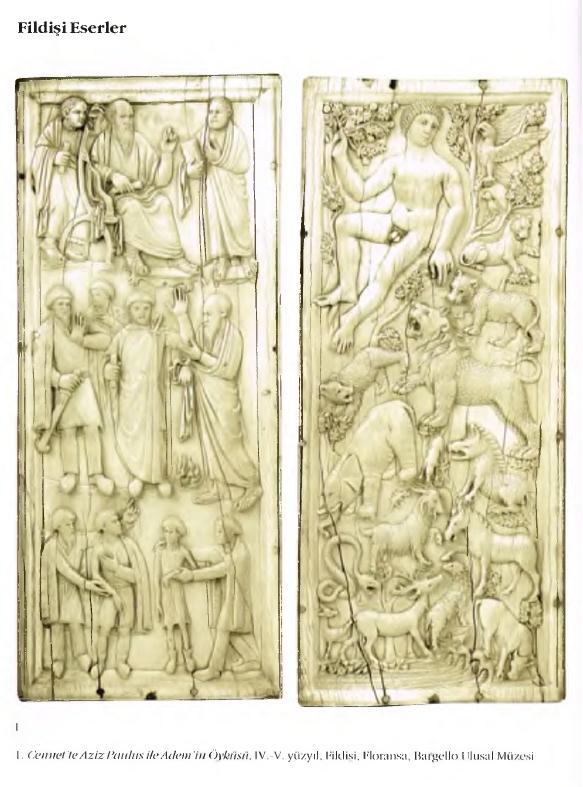 Fildişi Eserler
1
1. Cennet'te Aziz Paulus ile Adem'in Öyküsü, IV.-V. yüzyıl, Fildişi, Floransa, Bargello Ulusal Müzesi